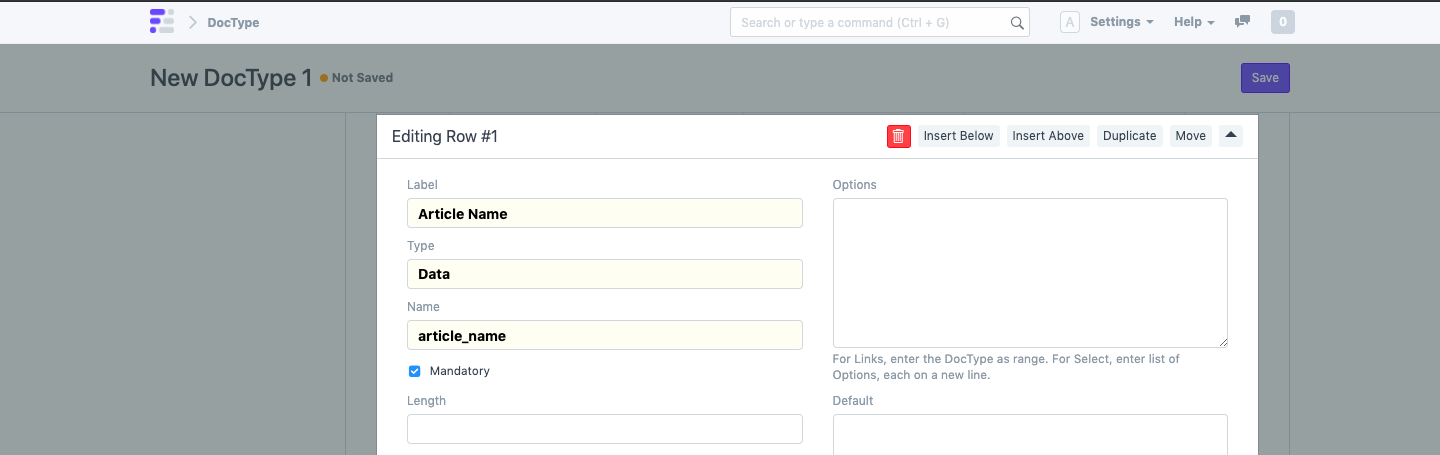 DocType
Search or type a command (Ctrl + G)
A
Settings
Help
0
New DocType 1
Not Saved
Save
Editing Row #1
Insert Below
Insert Above
Duplicate
Move
Label
Article Name
Type
Data
Name
article_name
Mandatory
Length
Options
For Links, enter the DocType as range. For Select, enter list of
Options, each on a new line.
Default